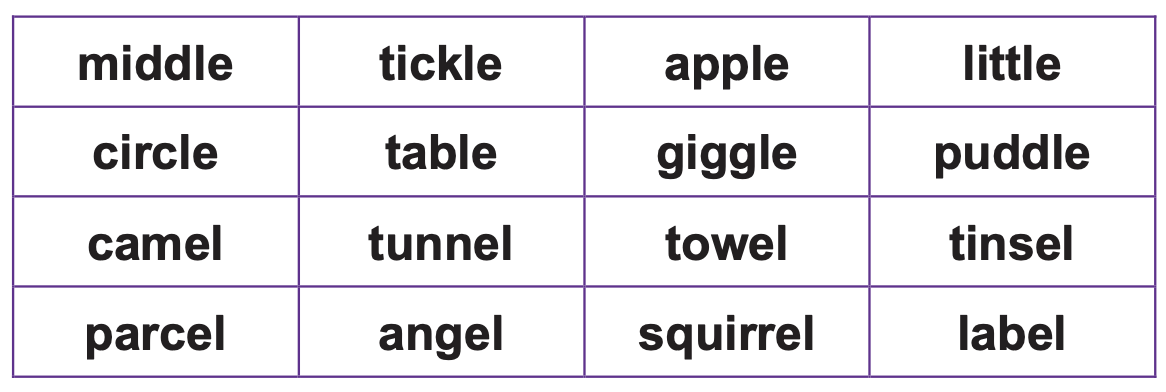 middle tickle apple little
circle table giggle puddle
camel tunnel towel tinsel
parcel angel squirrel label